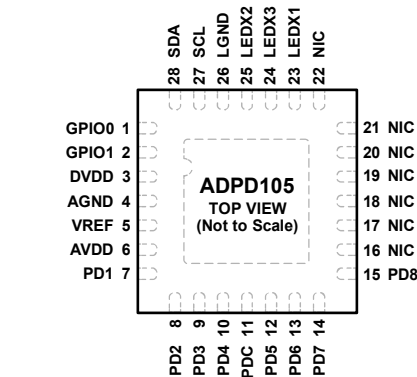 28 SDA
27 SCL
26 LGND
25 LEDX2
24 LEDX3
23 LEDX1
22 NIC
GPIO0 1
GPIO1 2
DVDD 3
AGND 4
VREF 5
AVDD 6
PD1 7
ADPD105
TOP VIEW
(Not to Scale)
21 NIC
20 NIC
19 NIC
18 NIC
17 NIC
16 NIC
15 PD8
PD2 8
PD3 9
PD4 10
PDC 11
PD5 12
PD6 13
PD7 14